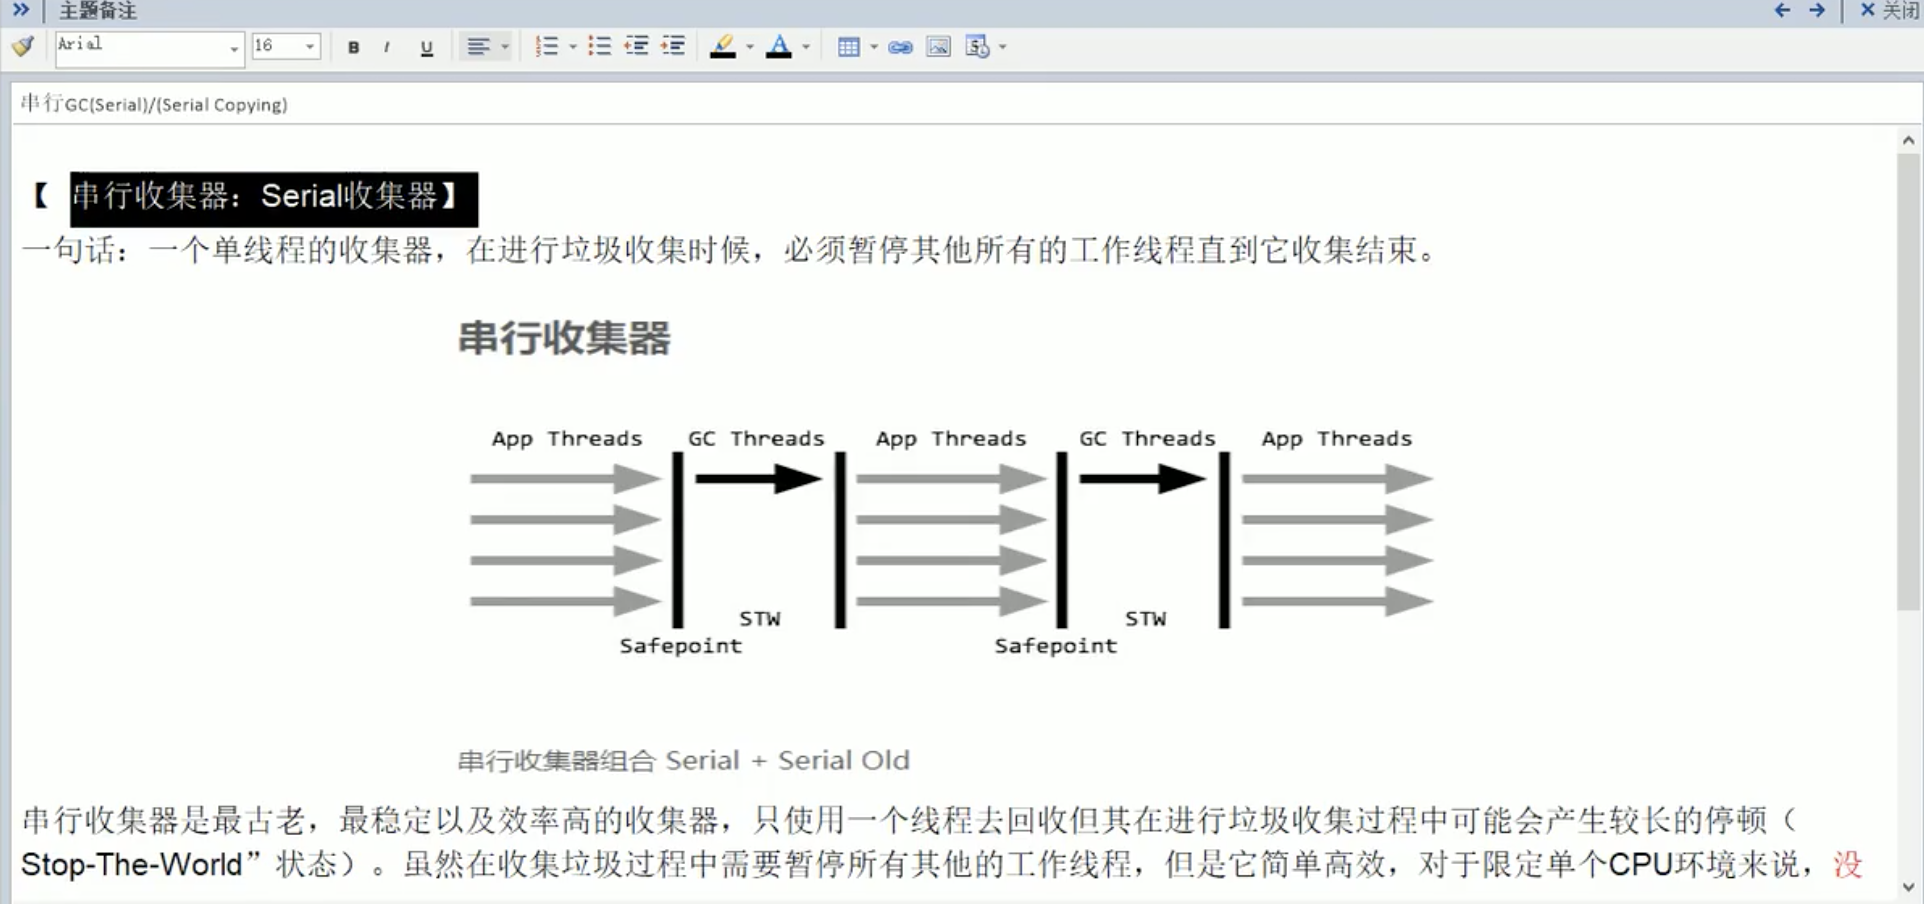 主题备注
关闭
Arial
16
B I U
串行GC(Serial)/(Serial Copying)
【 串行收集器：Serial收集器】
一句话：一个单线程的收集器，在进行垃圾收集时候，必须暂停其他所有的工作线程直到它收集结束。
串行收集器
App Threads GC Threads App Threads GC Threads App Threads
STW STW
Safepoint Safepoint
串行收集器组合 Serial + Serial Old
串行收集器是最古老，最稳定以及效率高的收集器，只使用一个线程去回收但其在进行垃圾收集过程中可能会产生较长的停顿（
Stop-The-World”状态）。虽然在收集垃圾过程中需要暂停所有其他的工作线程，但是它简单高效，对于限定单个CPU环境来说，没